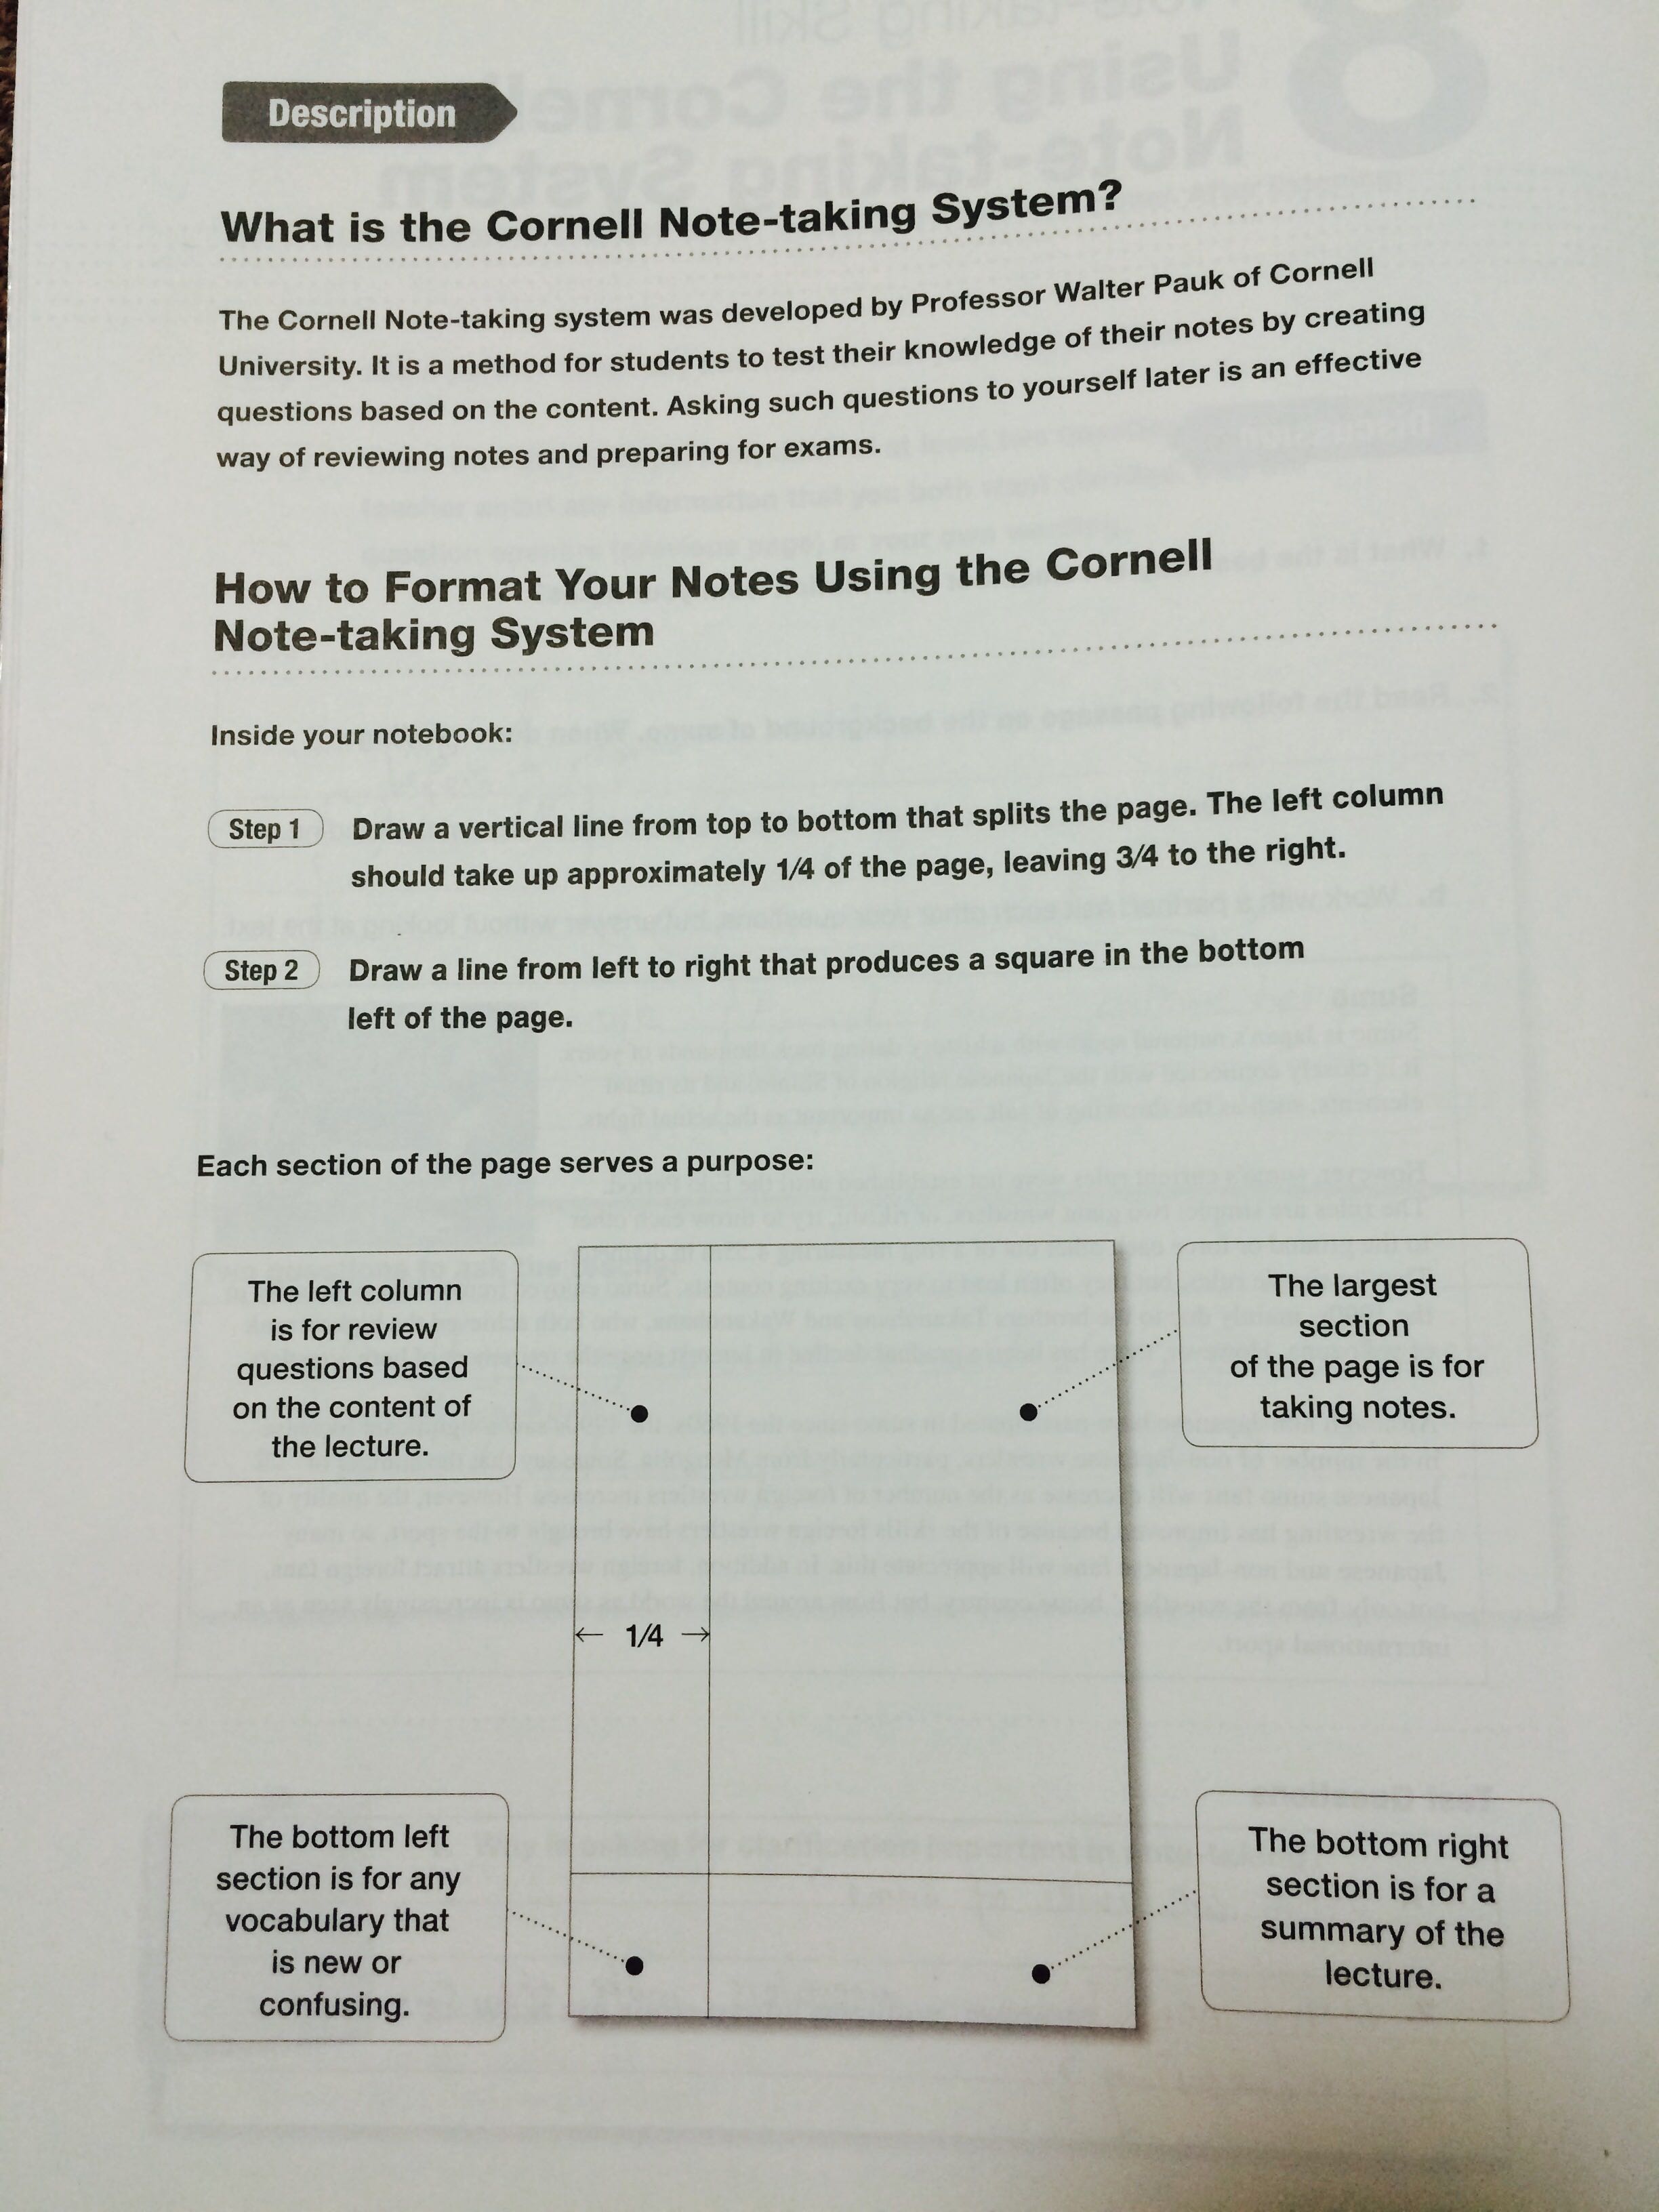 Description
What is the Cornell Note-taking System?
The Cornell Note-taking system was developed by Professor Walter Pauk of Cornell
University. It is a method for students to test their knowledge of their notes by creating
questions based on the content. Asking such questions to yourself later is an effective
way of reviewing notes and preparing for exams.
How to Format Your Notes Using the Cornell
Note-taking System
Inside your notebook:
Step 1 Draw a vertical line from top to bottom that splits the page. The left column
should take up approximately 1/4 of the page, leaving 3/4 to the right.
Step 2 Draw a line from left to right that produces a square in the bottom
left of the page.
Each section of the page serves a purpose:
The left column
is for review
questions based
on the content of
the lecture.
The largest
section
of the page is for
taking notes.
← 1/4 →
The bottom left
section is for any
vocabulary that
is new or
confusing.
The bottom right
section is for a
summary of the
lecture.